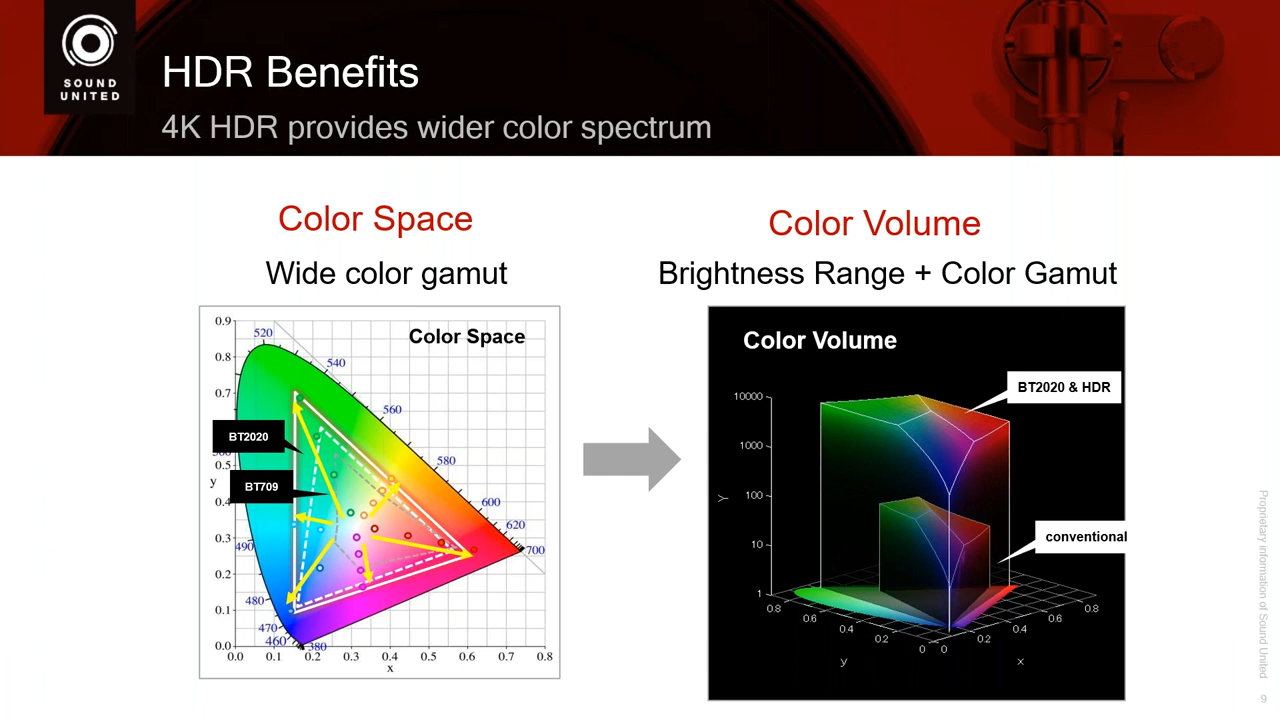 SOUND
UNITED
HDR Benefits
4K HDR provides wider color spectrum
Color Space
Wide color gamut
Color Volume
Brightness Range + Color Gamut
Color Space
0.9
0.8
0.7
0.5
0.4
0.3
0.2
0.1
0.0
y
0.0 0.1 0.2 0.3 0.4 0.5 0.6 0.7 0.8
x
520
540
560
580
600
620
700
490
480
470
460
380
BT2020
BT709
Color Volume
BT2020 & HDR
conventional
10000
1000
100
10
1
Y
0.8
0.6
0.4
0.2
0
y
0
0.2
0.4
0.6
0.8
x
Proprietary information of Sound United
9